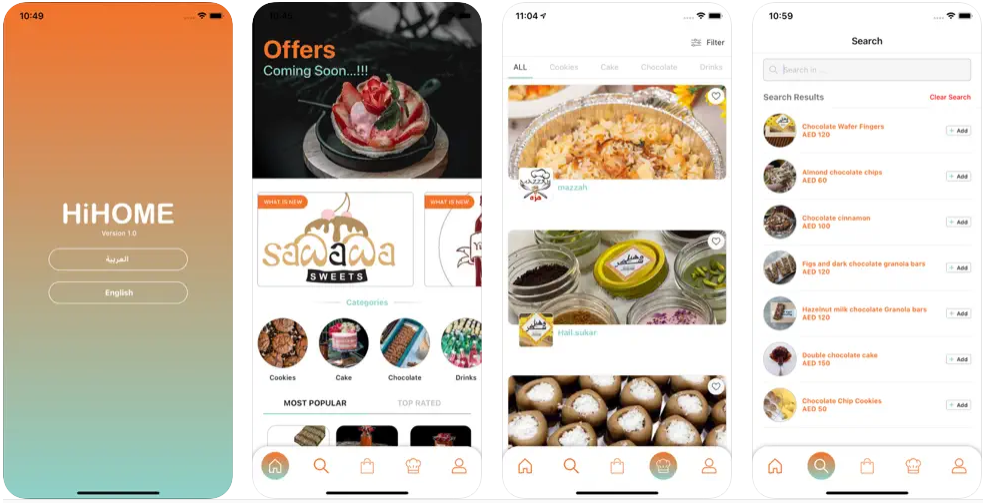 10:49
HiHOME
Version 1.0
العربية
English
10:45
Offers
Coming Soon...!!!
WHAT IS NEW
WHAT IS NEW
sawawa
SWEETS
Categories
Cookies
Cake
Chocolate
Drinks
MOST POPULAR
TOP RATED
11:04
Filter
ALL
Cookies
Cake
Chocolate
Drinks
MAZZAH
مزه
mazzah
Hail.sukar
10:59
Search
Search in ....
Search Results
Clear Search
Chocolate Wafer Fingers
AED 120
+ Add
Almond chocolate chips
AED 60
+ Add
Chocolate cinnaman
AED 100
+ Add
Figs and dark chocolate granola bars
AED 120
+ Add
Hazelnut milk chocolate Granola bars
AED 120
+ Add
Double chocolate cake
AED 150
+ Add
Chocolate Chip Cookies
AED 50
+ Add